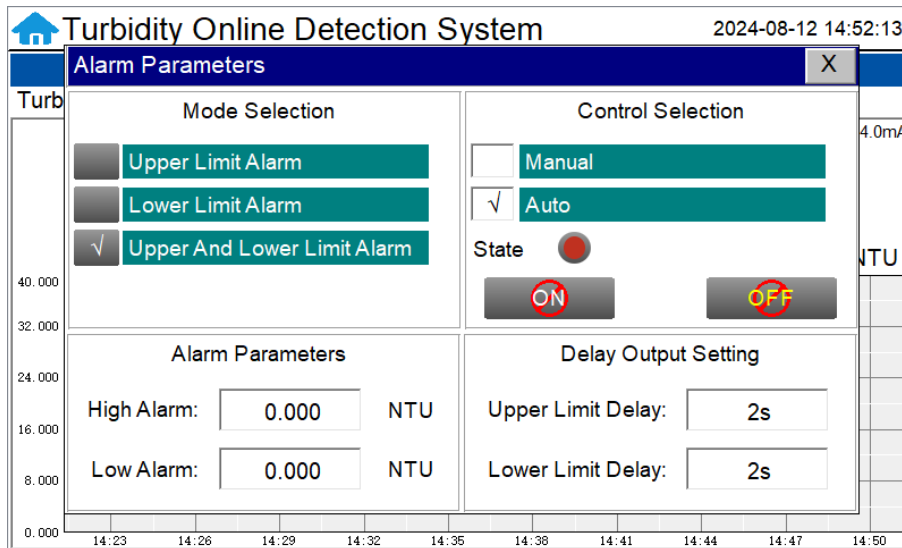 Turbidity Online Detection System 2024-08-12 14:52:13
Alarm Parameters X
Turb
Mode Selection
Upper Limit Alarm
Lower Limit Alarm
√ Upper And Lower Limit Alarm
Control Selection
Manual
√ Auto
State
ON OFF
4.0mA
NTU
Alarm Parameters
High Alarm: 0.000 NTU
Low Alarm: 0.000 NTU
Delay Output Setting
Upper Limit Delay: 2s
Lower Limit Delay: 2s
40.000
32.000
24.000
16.000
8.000
0.000
14:23 14:26 14:29 14:32 14:35 14:38 14:41 14:44 14:47 14:50